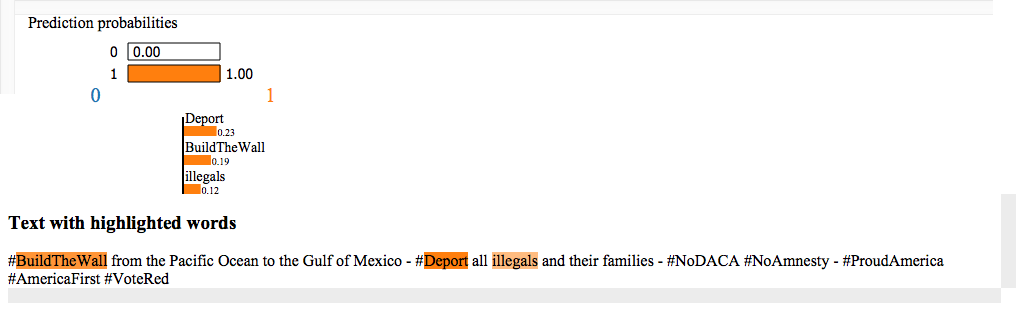 Prediction probabilities
0 0.00
1 1.00
0 1
Deport
0.23
BuildTheWall
0.19
illegals
0.12
Text with highlighted words
#BuildTheWall from the Pacific Ocean to the Gulf of Mexico - #Deport all illegals and their families - #NoDACA #NoAmnesty - #ProudAmerica
#AmericaFirst #VoteRed